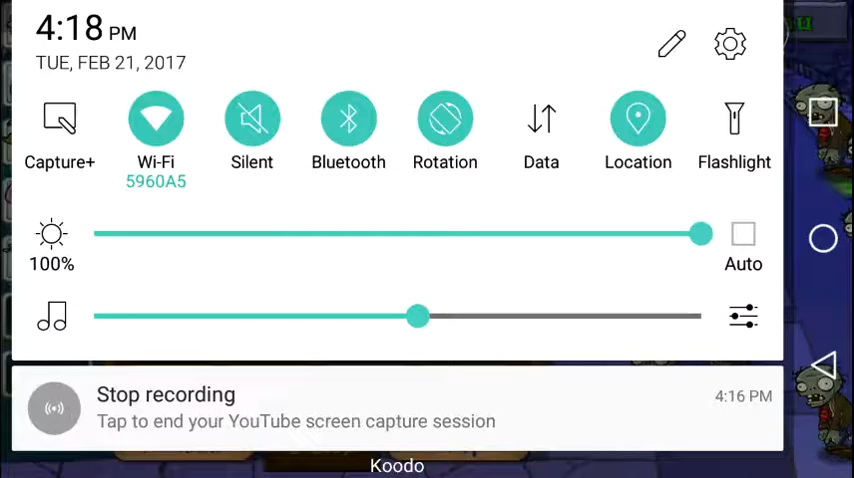 4:18 PM
TUE, FEB 21, 2017
Capture+
Wi-Fi
5960A5
Silent
Bluetooth
Rotation
Data
Location
Flashlight
100%
Auto
Stop recording
4:16 PM
Tap to end your YouTube screen capture session
Koodo